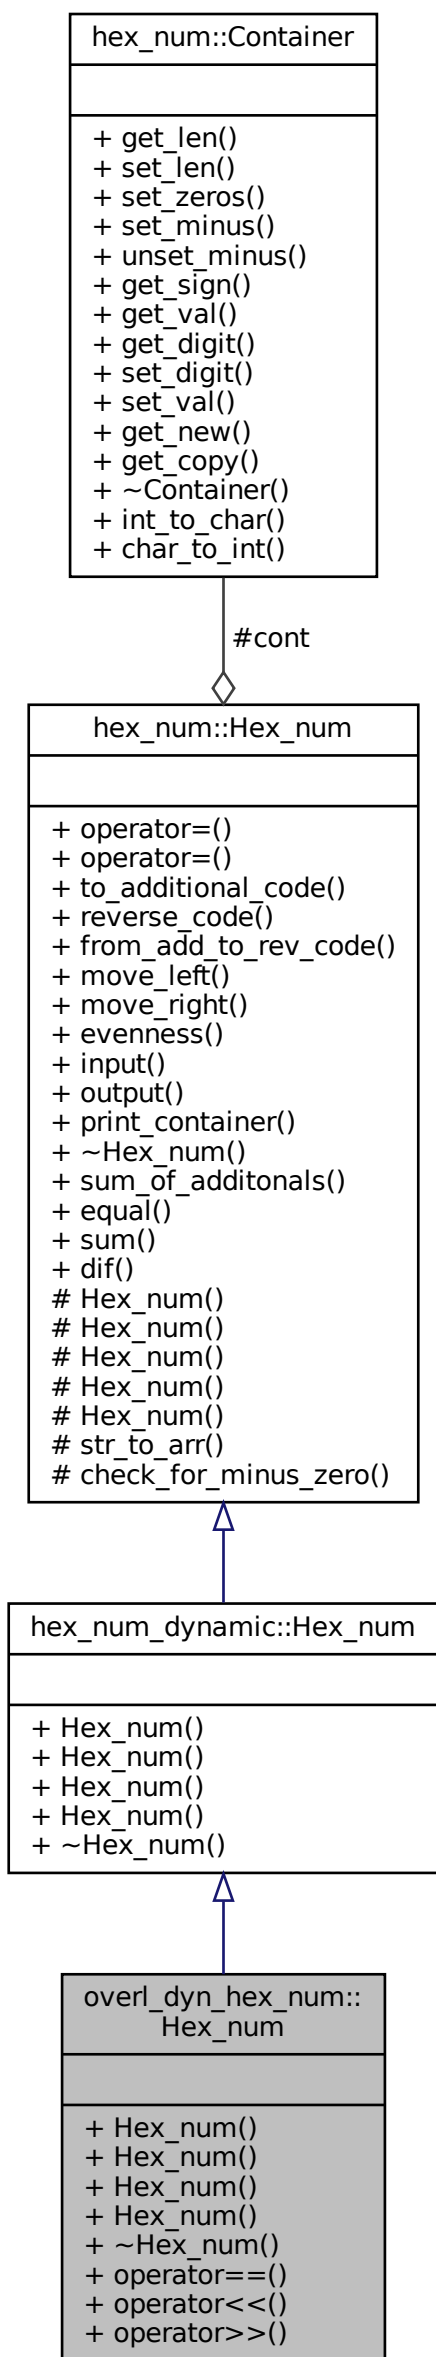 hex_num::Container
+ get_len()
+ set_len()
+ set_zeros()
+ set_minus()
+ unset_minus()
+ get_sign()
+ get_val()
+ get_digit()
+ set_digit()
+ set_val()
+ get_new()
+ get_copy()
+ ~Container()
+ int_to_char()
+ char_to_int()
#cont
hex_num::Hex_num
+ operator=()
+ operator=()
+ to_additional_code()
+ reverse_code()
+ from_add_to_rev_code()
+ move_left()
+ move_right()
+ evenness()
+ input()
+ output()
+ print_container()
+ ~Hex_num()
+ sum_of_additonals()
+ equal()
+ sum()
+ dif()
# Hex_num()
# Hex_num()
# Hex_num()
# Hex_num()
# Hex_num()
# str_to_arr()
# check_for_minus_zero()
hex_num_dynamic::Hex_num
+ Hex_num()
+ Hex_num()
+ Hex_num()
+ Hex_num()
+ ~Hex_num()
overl_dyn_hex_num::
Hex_num
+ Hex_num()
+ Hex_num()
+ Hex_num()
+ Hex_num()
+ ~Hex_num()
+ operator==()
+ operator<<()
+ operator>>()